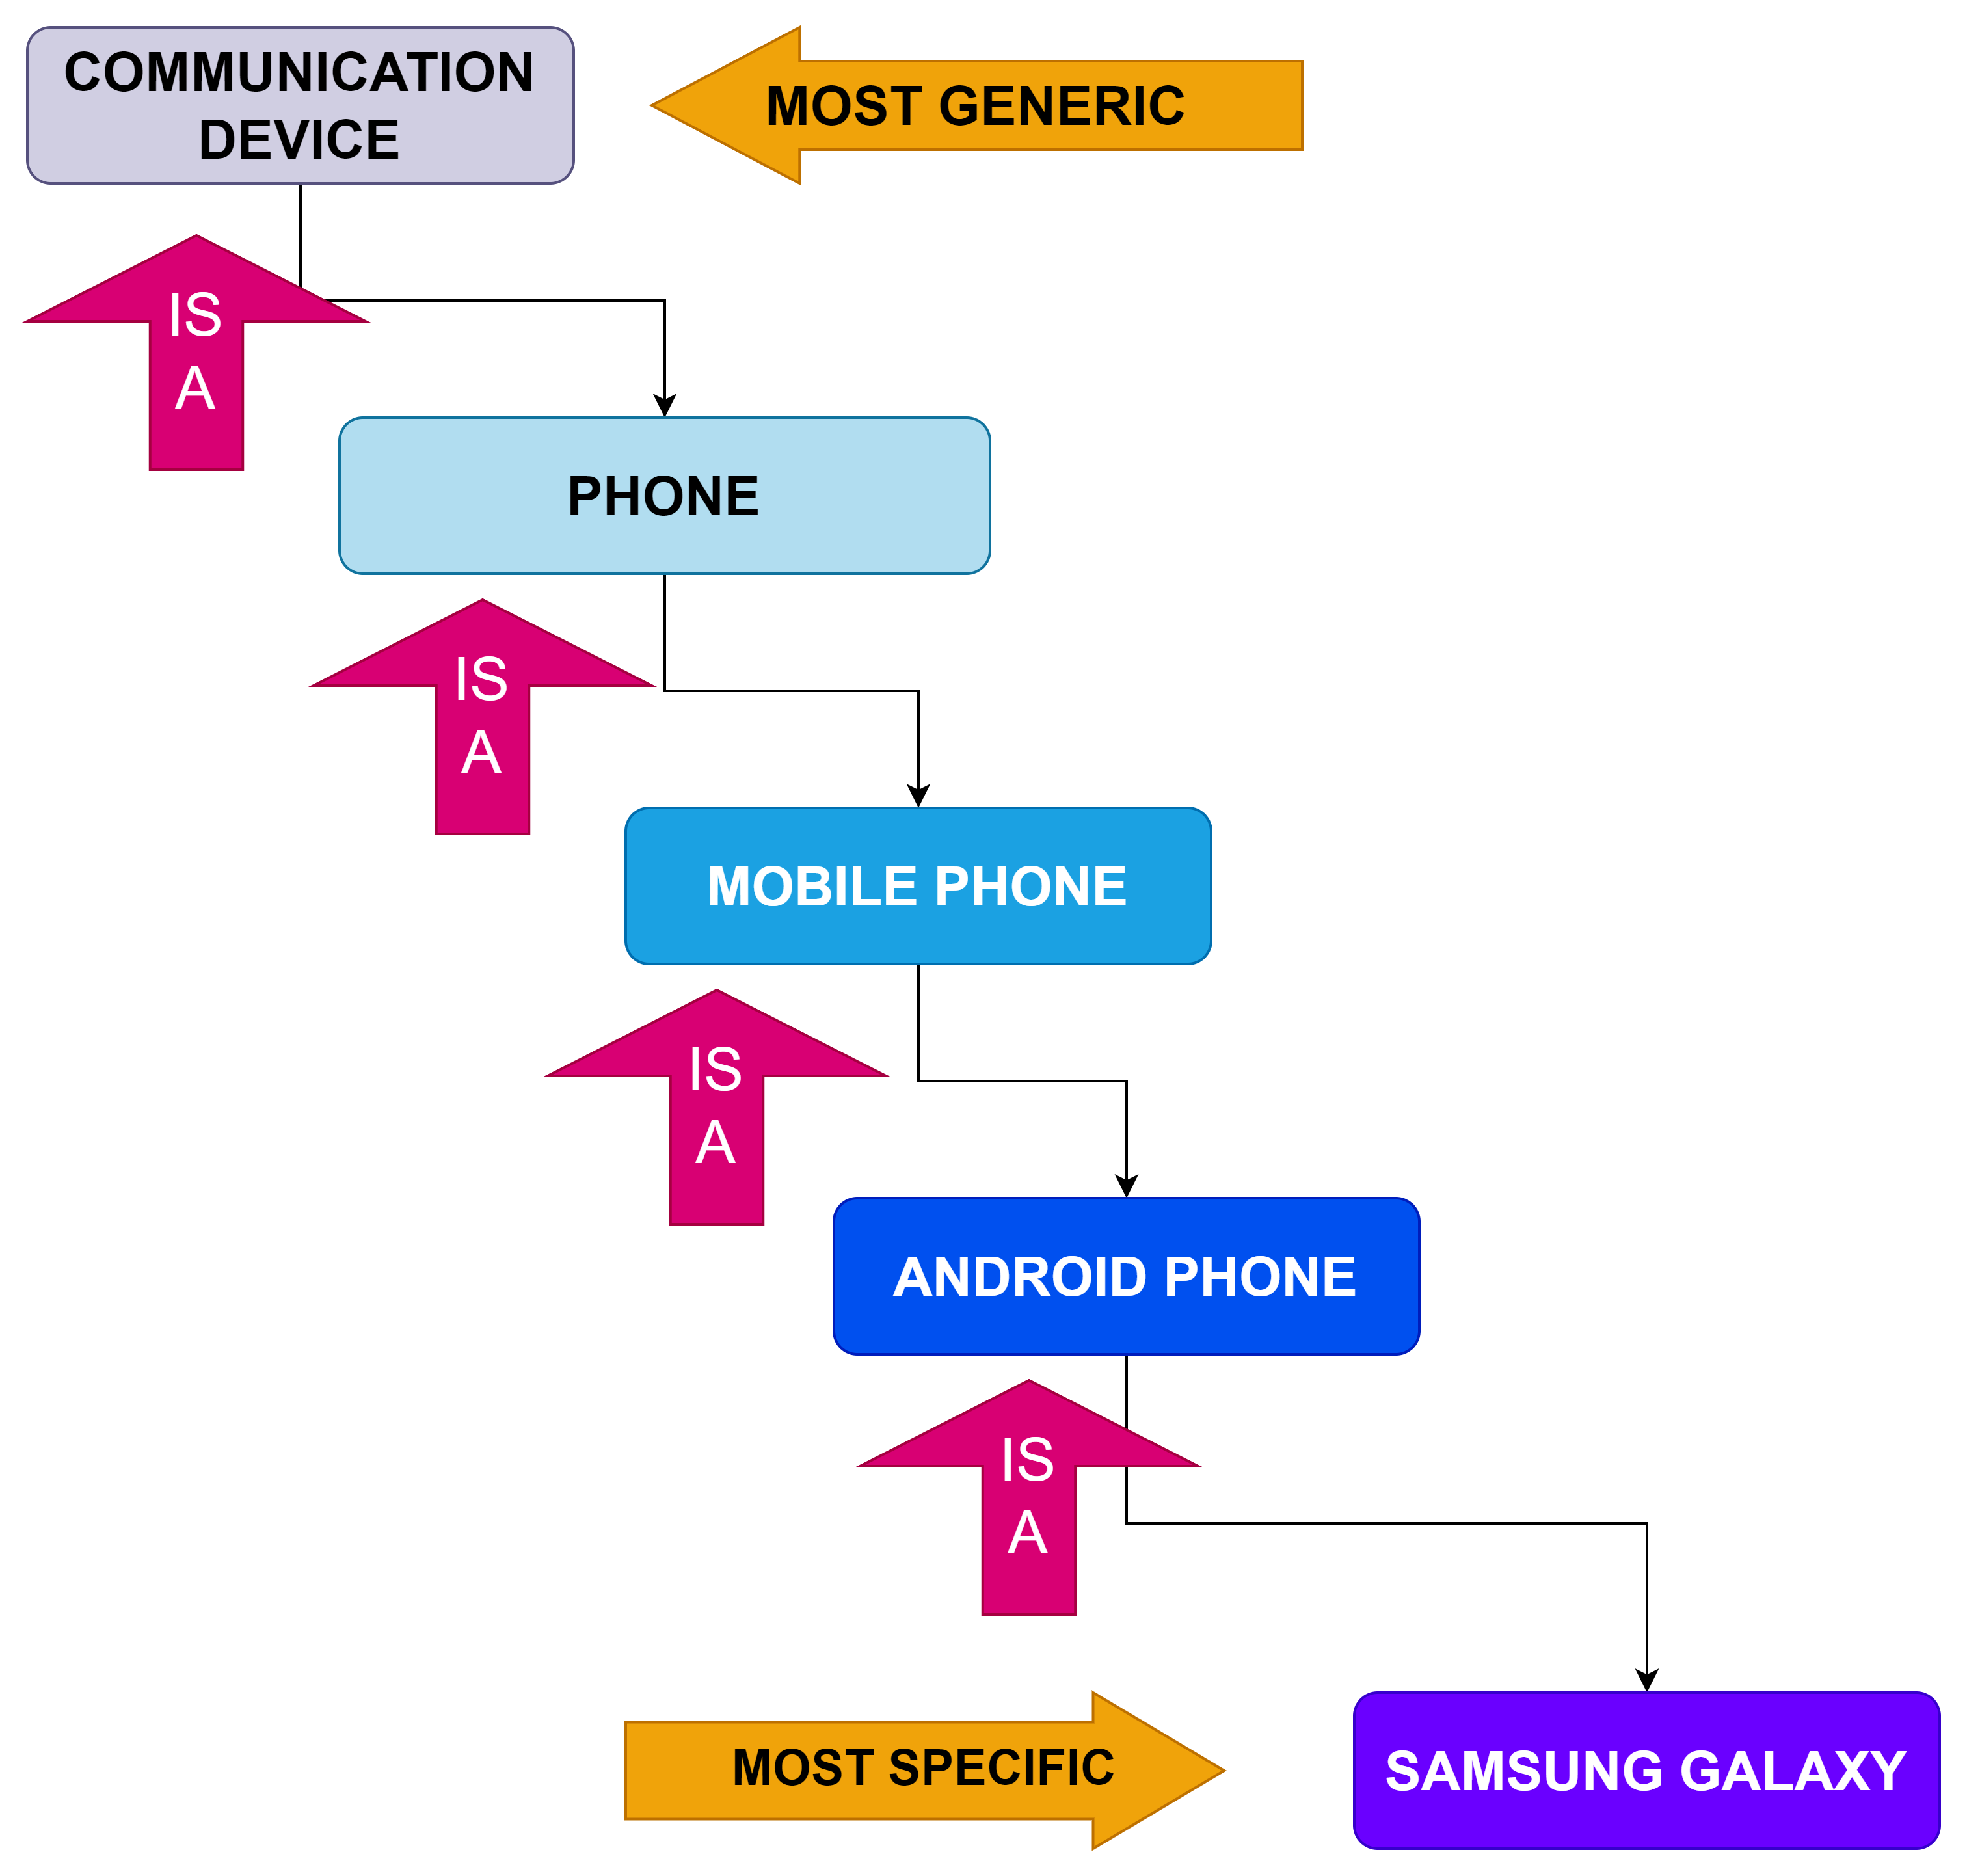 COMMUNICATION
DEVICE
MOST GENERIC
IS
A
PHONE
IS
A
MOBILE PHONE
IS
A
ANDROID PHONE
IS
A
MOST SPECIFIC
SAMSUNG GALAXY